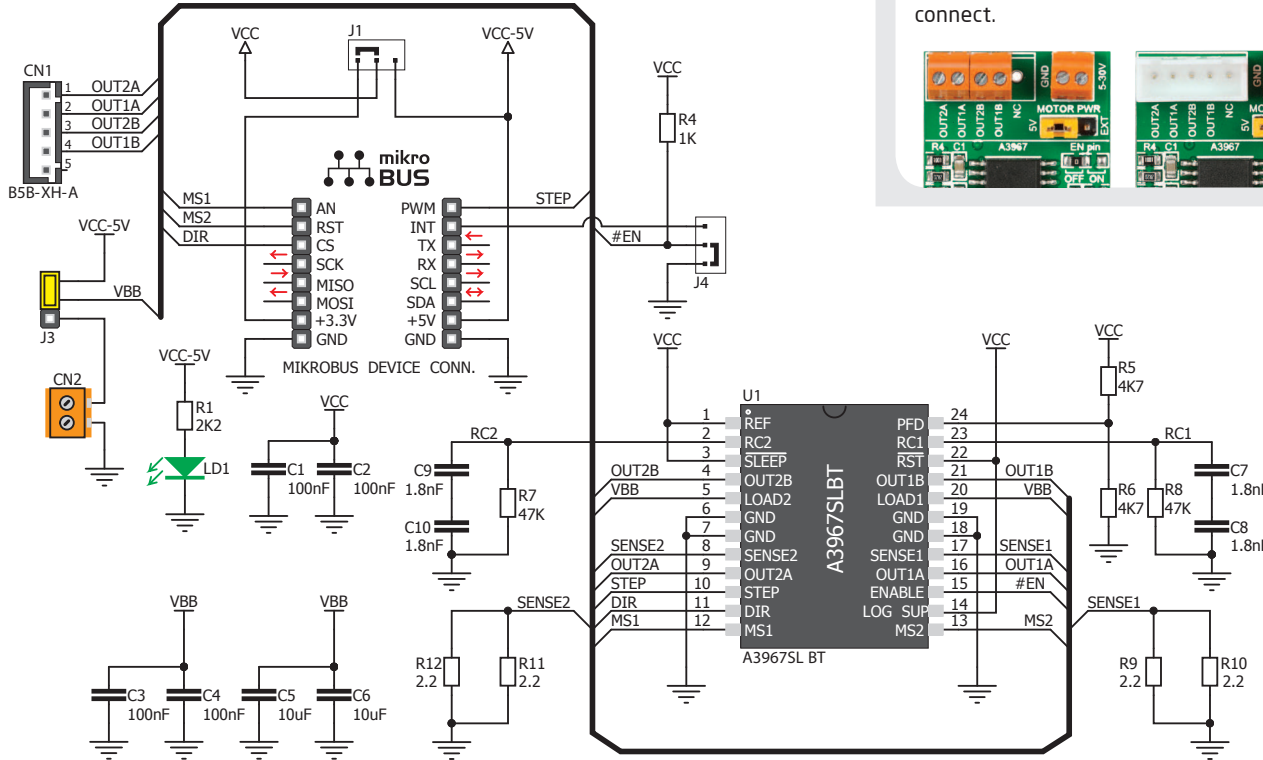 connect.
OUT2A
OUT1A
OUT2B
OUT1B
NC
GND
5-30V
MOTOR PWR
5V
EXT
R4 C1 A3967 EN pin
OFF ON
OUT2A
OUT1A
OUT2B
OUT1B
NC
GND
5V
R4 C1 A3967
CN1
1 OUT2A
2 OUT1A
3 OUT2B
4 OUT1B
5
B5B-XH-A
VCC
J1
VCC-5V
mikro
BUS
MS1 AN
MS2 RST
DIR CS
SCK
MISO
MOSI
+3.3V
GND
PWM STEP
INT
TX
RX
SCL
SDA
+5V
GND
MIKROBUS DEVICE CONN.
VCC
R4
1K
#EN
J4
VCC-5V
VBB
J3
CN2
VCC-5V
R1
2K2
LD1
VCC
C1
100nF
C2
100nF
VCC
RC2
C9
1.8nF
C10
1.8nF
R7
47K
U1
1 REF
2 RC2
3 SLEEP
OUT2B 4 OUT2B
VBB 5 LOAD2
6 GND
7 GND
SENSE2 8 SENSE2
OUT2A 9 OUT2A
STEP 10 STEP
DIR 11 DIR
MS1 12 MS1
A3967SLBT
PFD 24
RC1 23 RC1
RST 22
OUT1B 21 OUT1B
LOAD1 20 VBB
GND 19
GND 18
SENSE1 17 SENSE1
OUT1A 16 OUT1A
ENABLE 15 #EN
LOG SUP 14
MS2 13 MS2
A3967SL BT
VCC
VCC
R5
4K7
R6
4K7
R8
47K
C7
C8
VBB
C3
100nF
C4
100nF
VBB
C5
10uF
C6
10uF
SENSE2
R12
2.2
R11
2.2
SENSE1
R9
2.2
R10
2.2